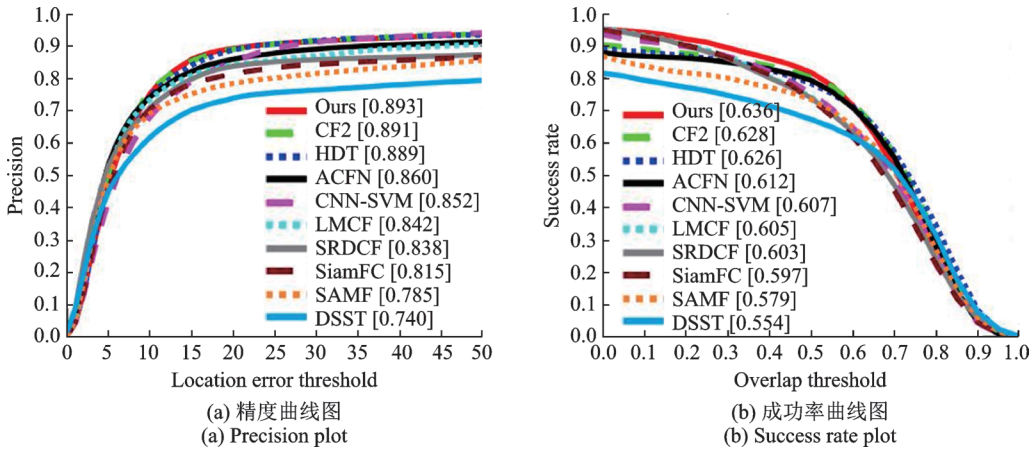 1.0
0.9
0.8
0.7
0.6
0.5
0.4
0.3
0.2
0.1
0.0
Precision
Ours [0.893]
CF2 [0.891]
HDT [0.889]
ACFN [0.860]
CNN-SVM [0.852]
LMCF [0.842]
SRDCF [0.838]
SiamFC [0.815]
SAMF [0.785]
DSST [0.740]
0 5 10 15 20 25 30 35 40 45 50
Location error threshold
(a) 精度曲线图
(a) Precision plot
1.0
0.9
0.8
0.7
0.6
0.5
0.4
0.3
0.2
0.1
0.0
Success rate
Ours [0.636]
CF2 [0.628]
HDT [0.626]
ACFN [0.612]
CNN-SVM [0.607]
LMCF [0.605]
SRDCF [0.603]
SiamFC [0.597]
SAMF [0.579]
DSST [0.554]
0.0 0.1 0.2 0.3 0.4 0.5 0.6 0.7 0.8 0.9 1.0
Overlap threshold
(b) 成功率曲线图
(b) Success rate plot